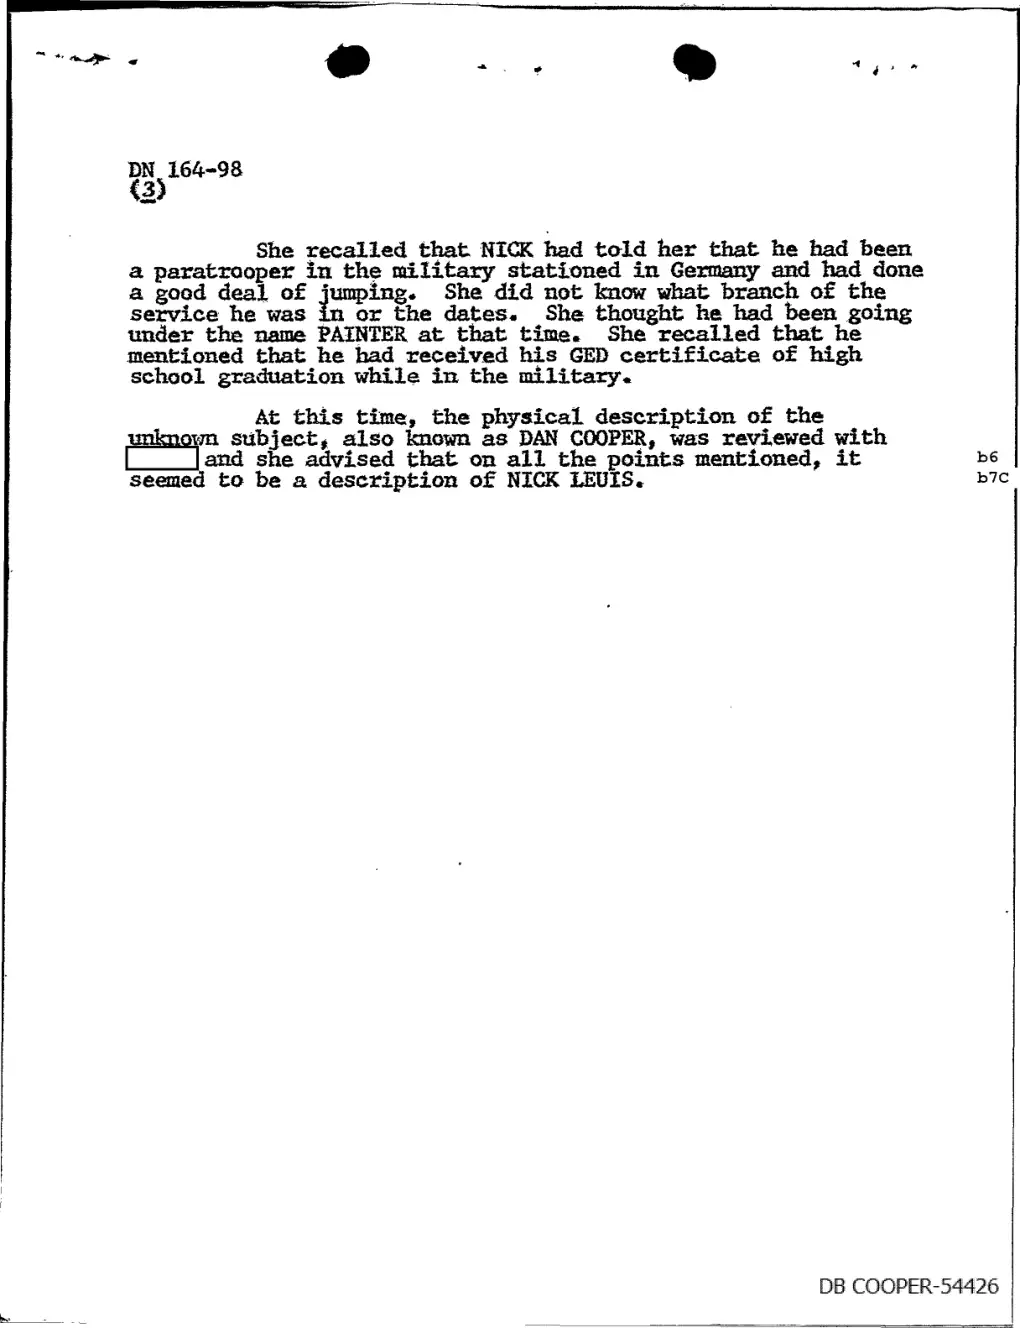 DN 164-98
(3)
She recalled that NICK had told her that he had been
a paratrooper in the military stationed in Germany and had done
a good deal of jumping. She did not know what branch of the
service he was in or the dates. She thought he had been going
under the name PAINTER at that time. She recalled that he
mentioned that he had received his GED certificate of high
school graduation while in the military.
At this time, the physical description of the
unknown subject, also known as DAN COOPER, was reviewed with
and she advised that on all the points mentioned, it
b6
seemed to be a description of NICK LEUIS.
b7C
DB COOPER-54426